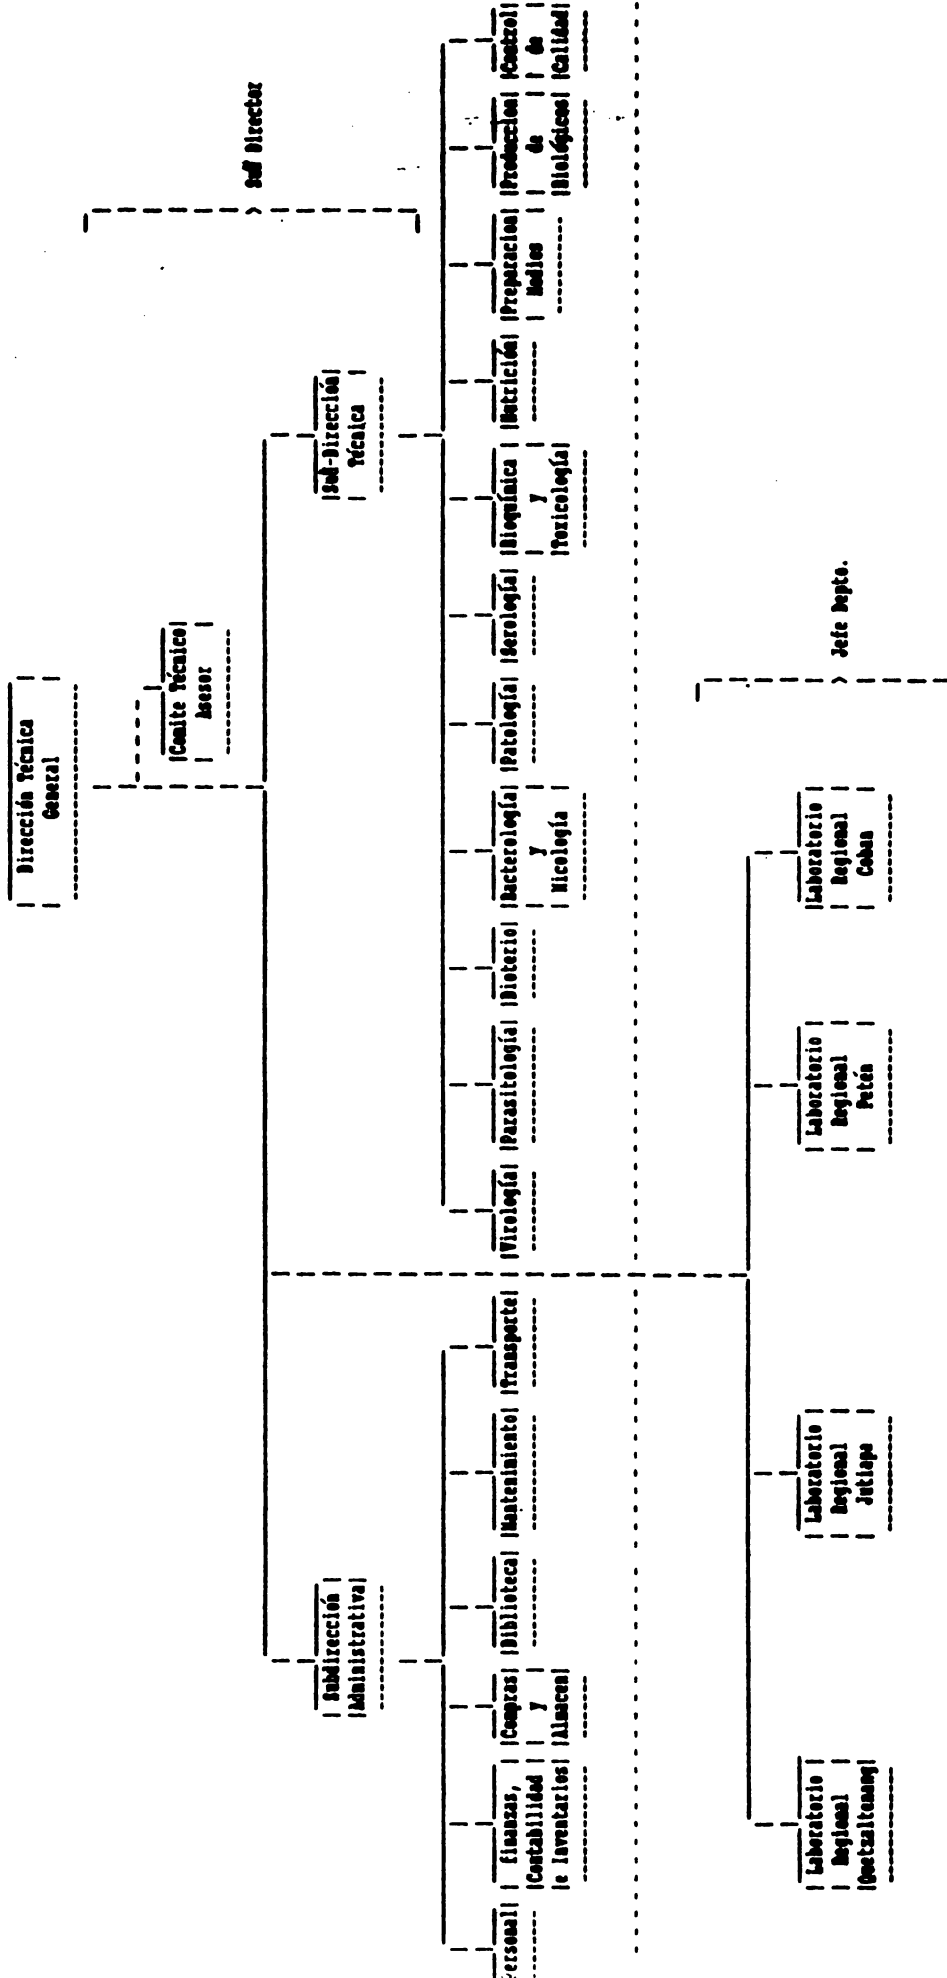 Dirección Técnica
General
Comite Técnico
Asesor
Sub Director
Subdirección
Administrativa
Sub-Dirección
Técnica
Personal
Finanzas,
Contabilidad
e Inventarios
Compras
y
Almacen
Biblioteca
Mantenimiento
Transporte
Virología
Parasitología
Bioterio
Bacterología
y
Micología
Patología
Serología
Bioquímica
y
Toxicología
Nutrición
Preparacion
Medios
Produccion
de
Biológicos
Control
de
Calidad
Laboratorio
Regional
Quetzaltenang
Laboratorio
Regional
Jutiapa
Laboratorio
Regional
Petén
Laboratorio
Regional
Coban
Jefe Depto.